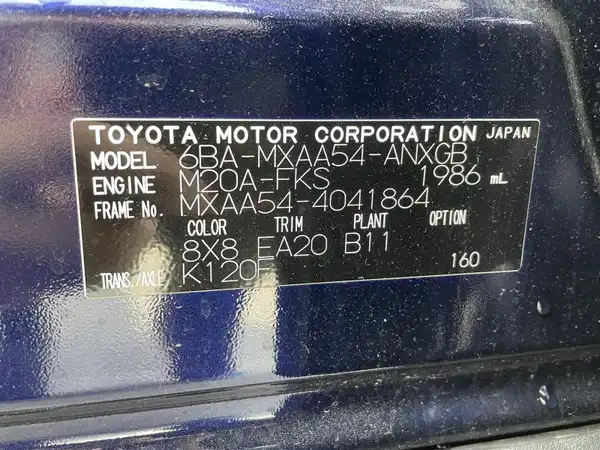 TOYOTA MOTOR CORPORATION JAPAN
MODEL 6BA-MXAA54-ANXGB
ENGINE M20A-FKS 1986 mL
FRAME No. MXAA54-4041864
COLOR TRIM PLANT OPTION
8X8 EA20 B11
TRANS./AXLE K120F 160